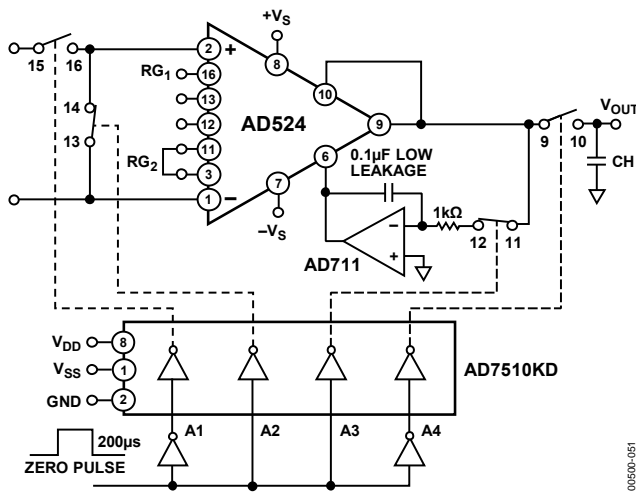 +VS
15 16
2 +
RG1
16
8
14
13
10
VOUT
12
AD524
9
9 10
13
11
6
0.1µF LOW
LEAKAGE
CH
RG2
3
7
1kΩ
1 −
−VS
−
12 11
+
AD711
VDD 8
VSS 1
AD7510KD
GND 2
A1 A2 A3 A4
200µs
ZERO PULSE
00500-051